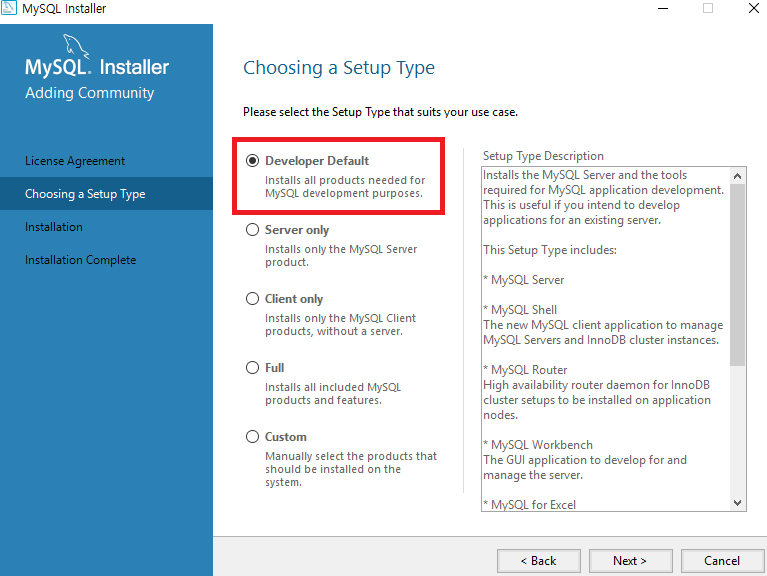 MySQL Installer
MySQL. Installer
Adding Community
License Agreement
Choosing a Setup Type
Installation
Installation Complete
Choosing a Setup Type
Please select the Setup Type that suits your use case.
Developer Default
Installs all products needed for
MySQL development purposes.
Server only
Installs only the MySQL Server
product.
Client only
Installs only the MySQL Client
products, without a server.
Full
Installs all included MySQL
products and features.
Custom
Manually select the products that
should be installed on the
system.
Setup Type Description
Installs the MySQL Server and the tools
required for MySQL application development.
This is useful if you intend to develop
applications for an existing server.
This Setup Type includes:
* MySQL Server
* MySQL Shell
The new MySQL client application to manage
MySQL Servers and InnoDB cluster instances.
* MySQL Router
High availability router daemon for InnoDB
cluster setups to be installed on application
nodes.
* MySQL Workbench
The GUI application to develop for and
manage the server.
* MySQL for Excel
< Back
Next >
Cancel